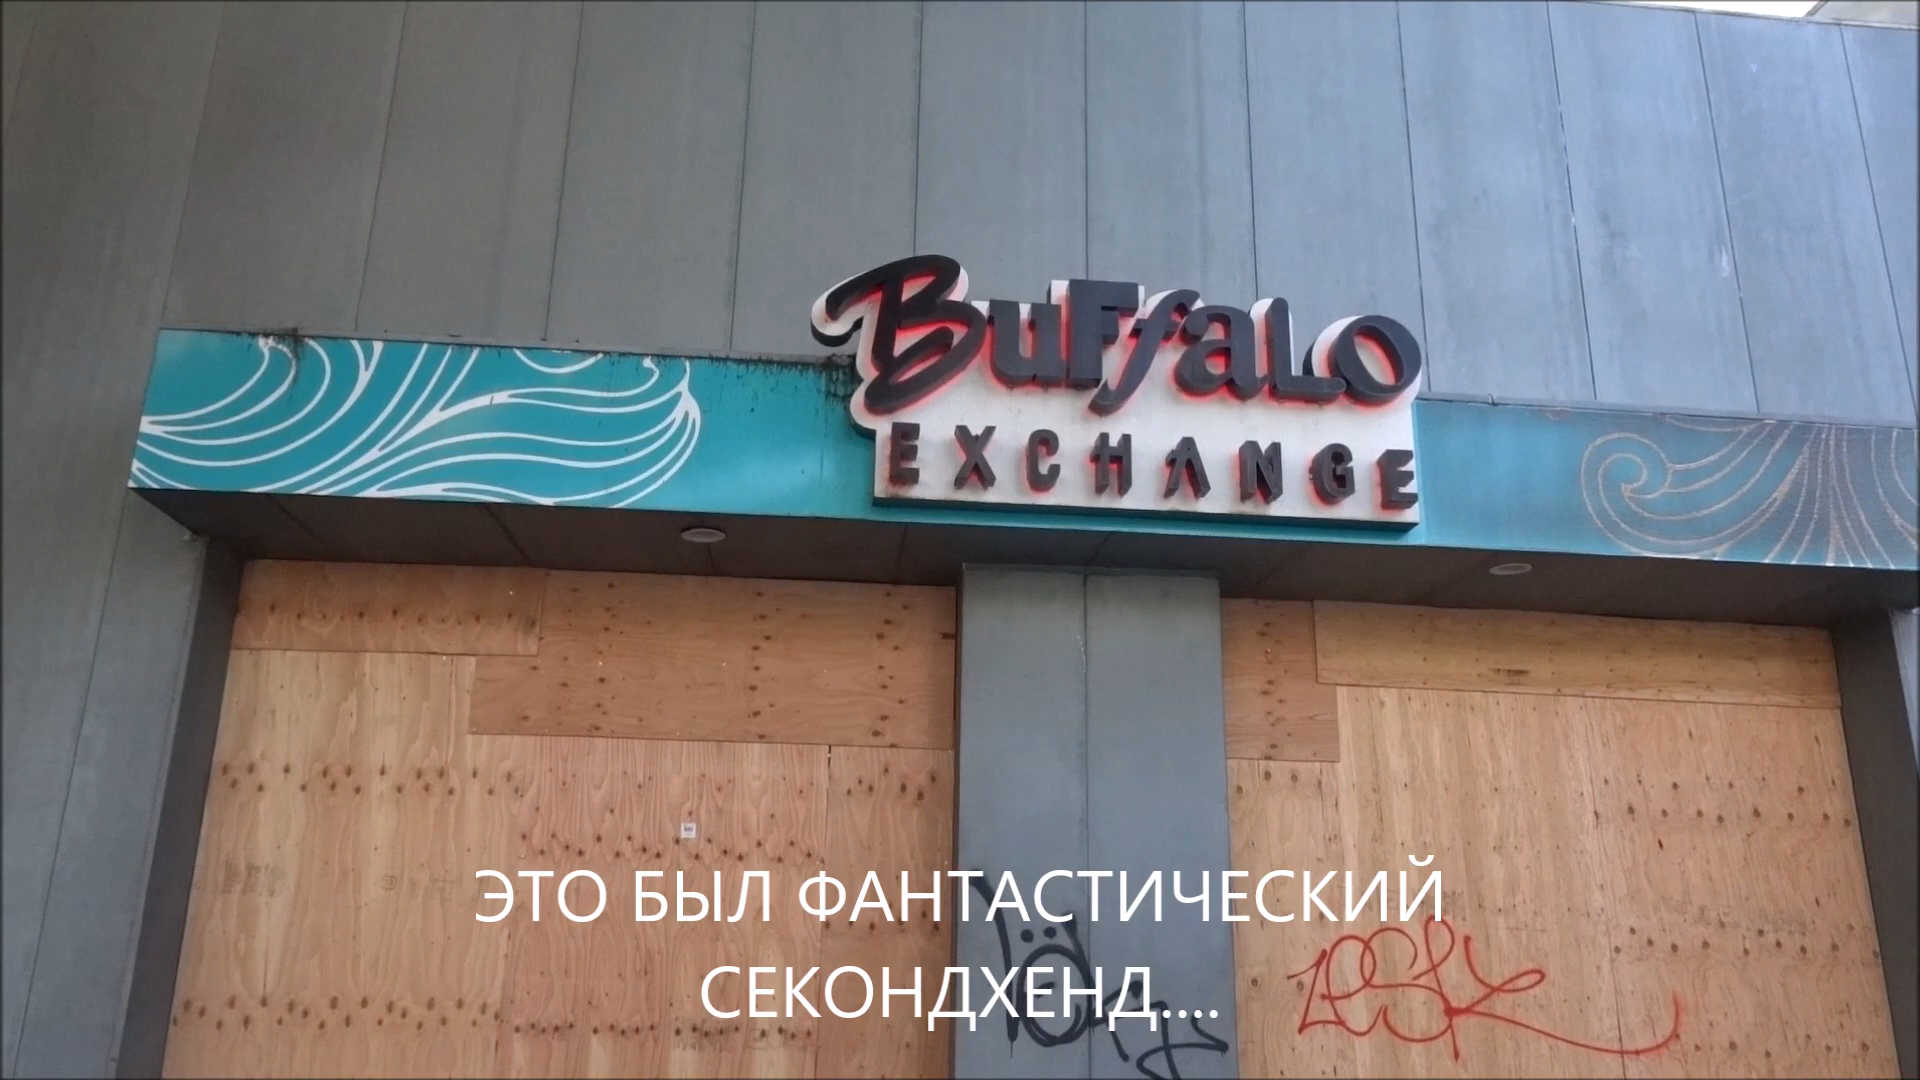 BuFfaLo
EXCHANGE
ЭТО БЫЛ ФАНТАСТИЧЕСКИЙ
СЕКОНДХЕНД....